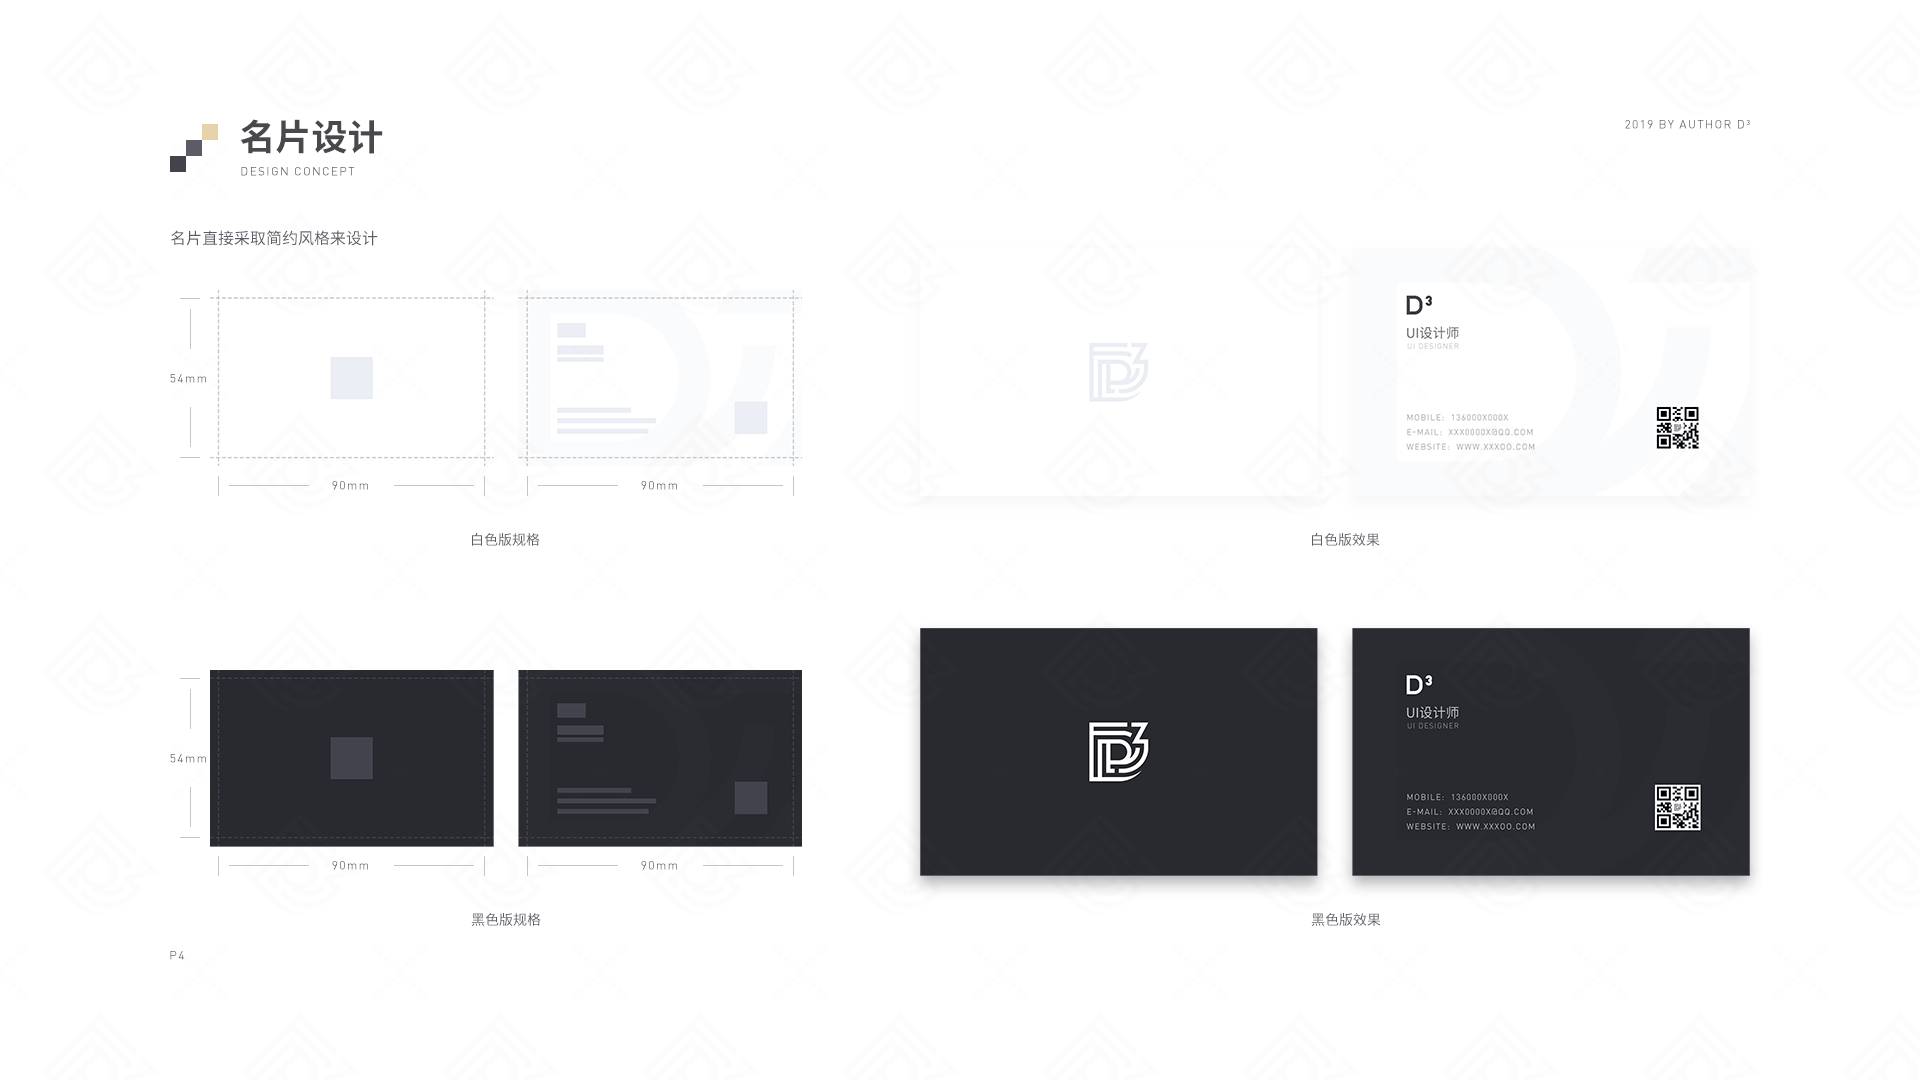 名片设计
DESIGN CONCEPT
2019 BY AUTHOR D³
名片直接采取简约风格来设计
54mm
90mm
90mm
白色版规格
D³
UI设计师
UI DESIGNER
MOBILE: 136000X000X
E-MAIL: XXX0000X@QQ.COM
WEBSITE: WWW.XXXOO.COM
白色版效果
54mm
90mm
90mm
黑色版规格
D3
D³
UI设计师
UI DESIGNER
MOBILE: 136000X000X
E-MAIL: XXX0000X@QQ.COM
WEBSITE: WWW.XXXOO.COM
黑色版效果
P4